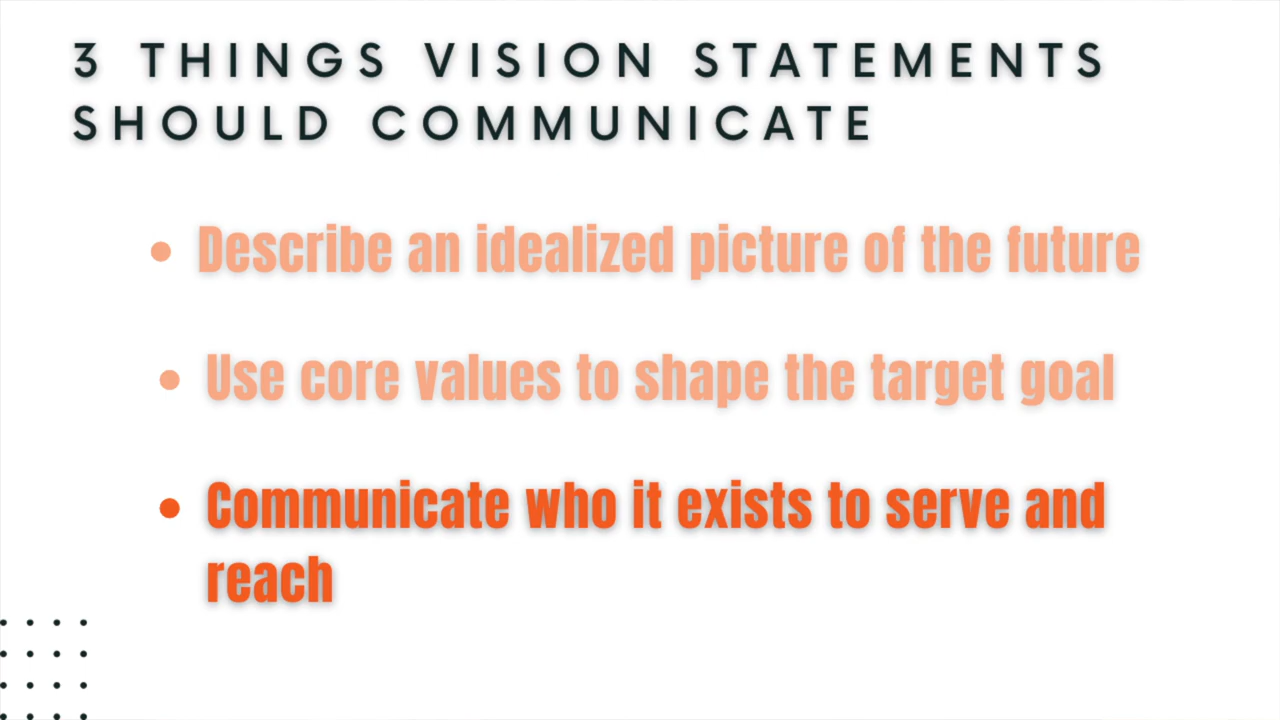 3 THINGS VISION STATEMENTS
SHOULD COMMUNICATE
• Describe an idealized picture of the future
• Use core values to shape the target goal
• Communicate who it exists to serve and
reach